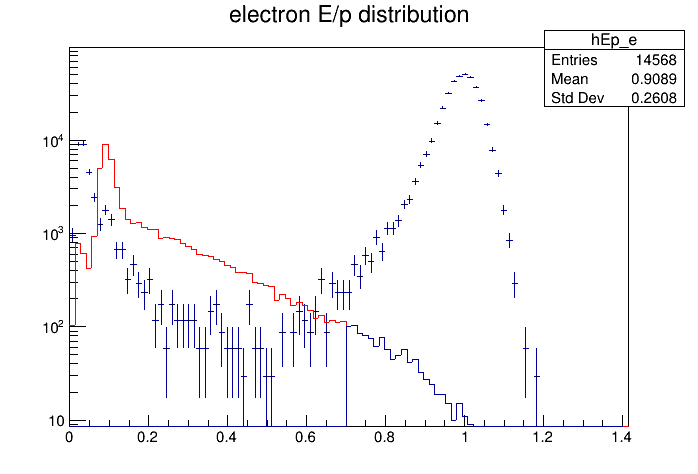 electron E/p distribution
hEp_e
Entries 14568
Mean 0.9089
Std Dev 0.2608
10⁴
10³
10²
10
0 0.2 0.4 0.6 0.8 1 1.2 1.4